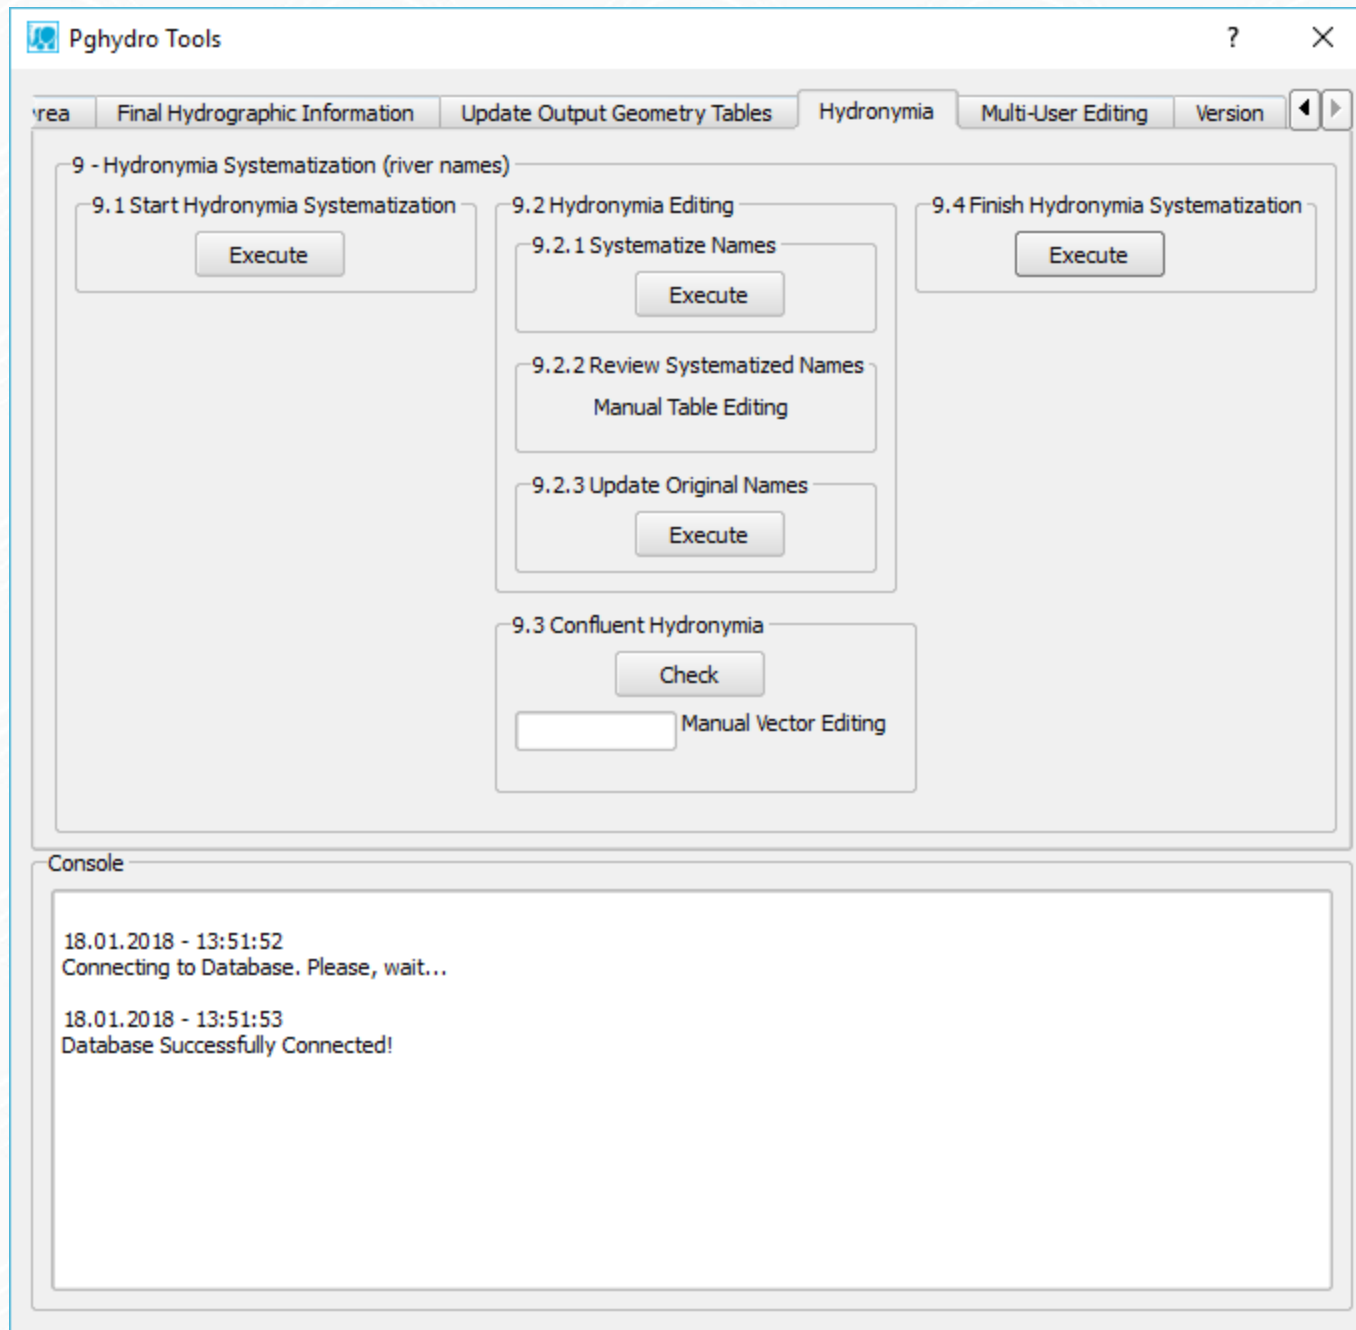 Pghydro Tools
?
Final Hydrographic Information
Update Output Geometry Tables
Hydronymia
Multi-User Editing
Version
9 - Hydronymia Systematization (river names)
9.1 Start Hydronymia Systematization
Execute
9.2 Hydronymia Editing
9.2.1 Systematize Names
Execute
9.2.2 Review Systematized Names
Manual Table Editing
9.2.3 Update Original Names
Execute
9.3 Confluent Hydronymia
Check
Manual Vector Editing
9.4 Finish Hydronymia Systematization
Execute
Console
18.01.2018 - 13:51:52
Connecting to Database. Please, wait...
18.01.2018 - 13:51:53
Database Successfully Connected!